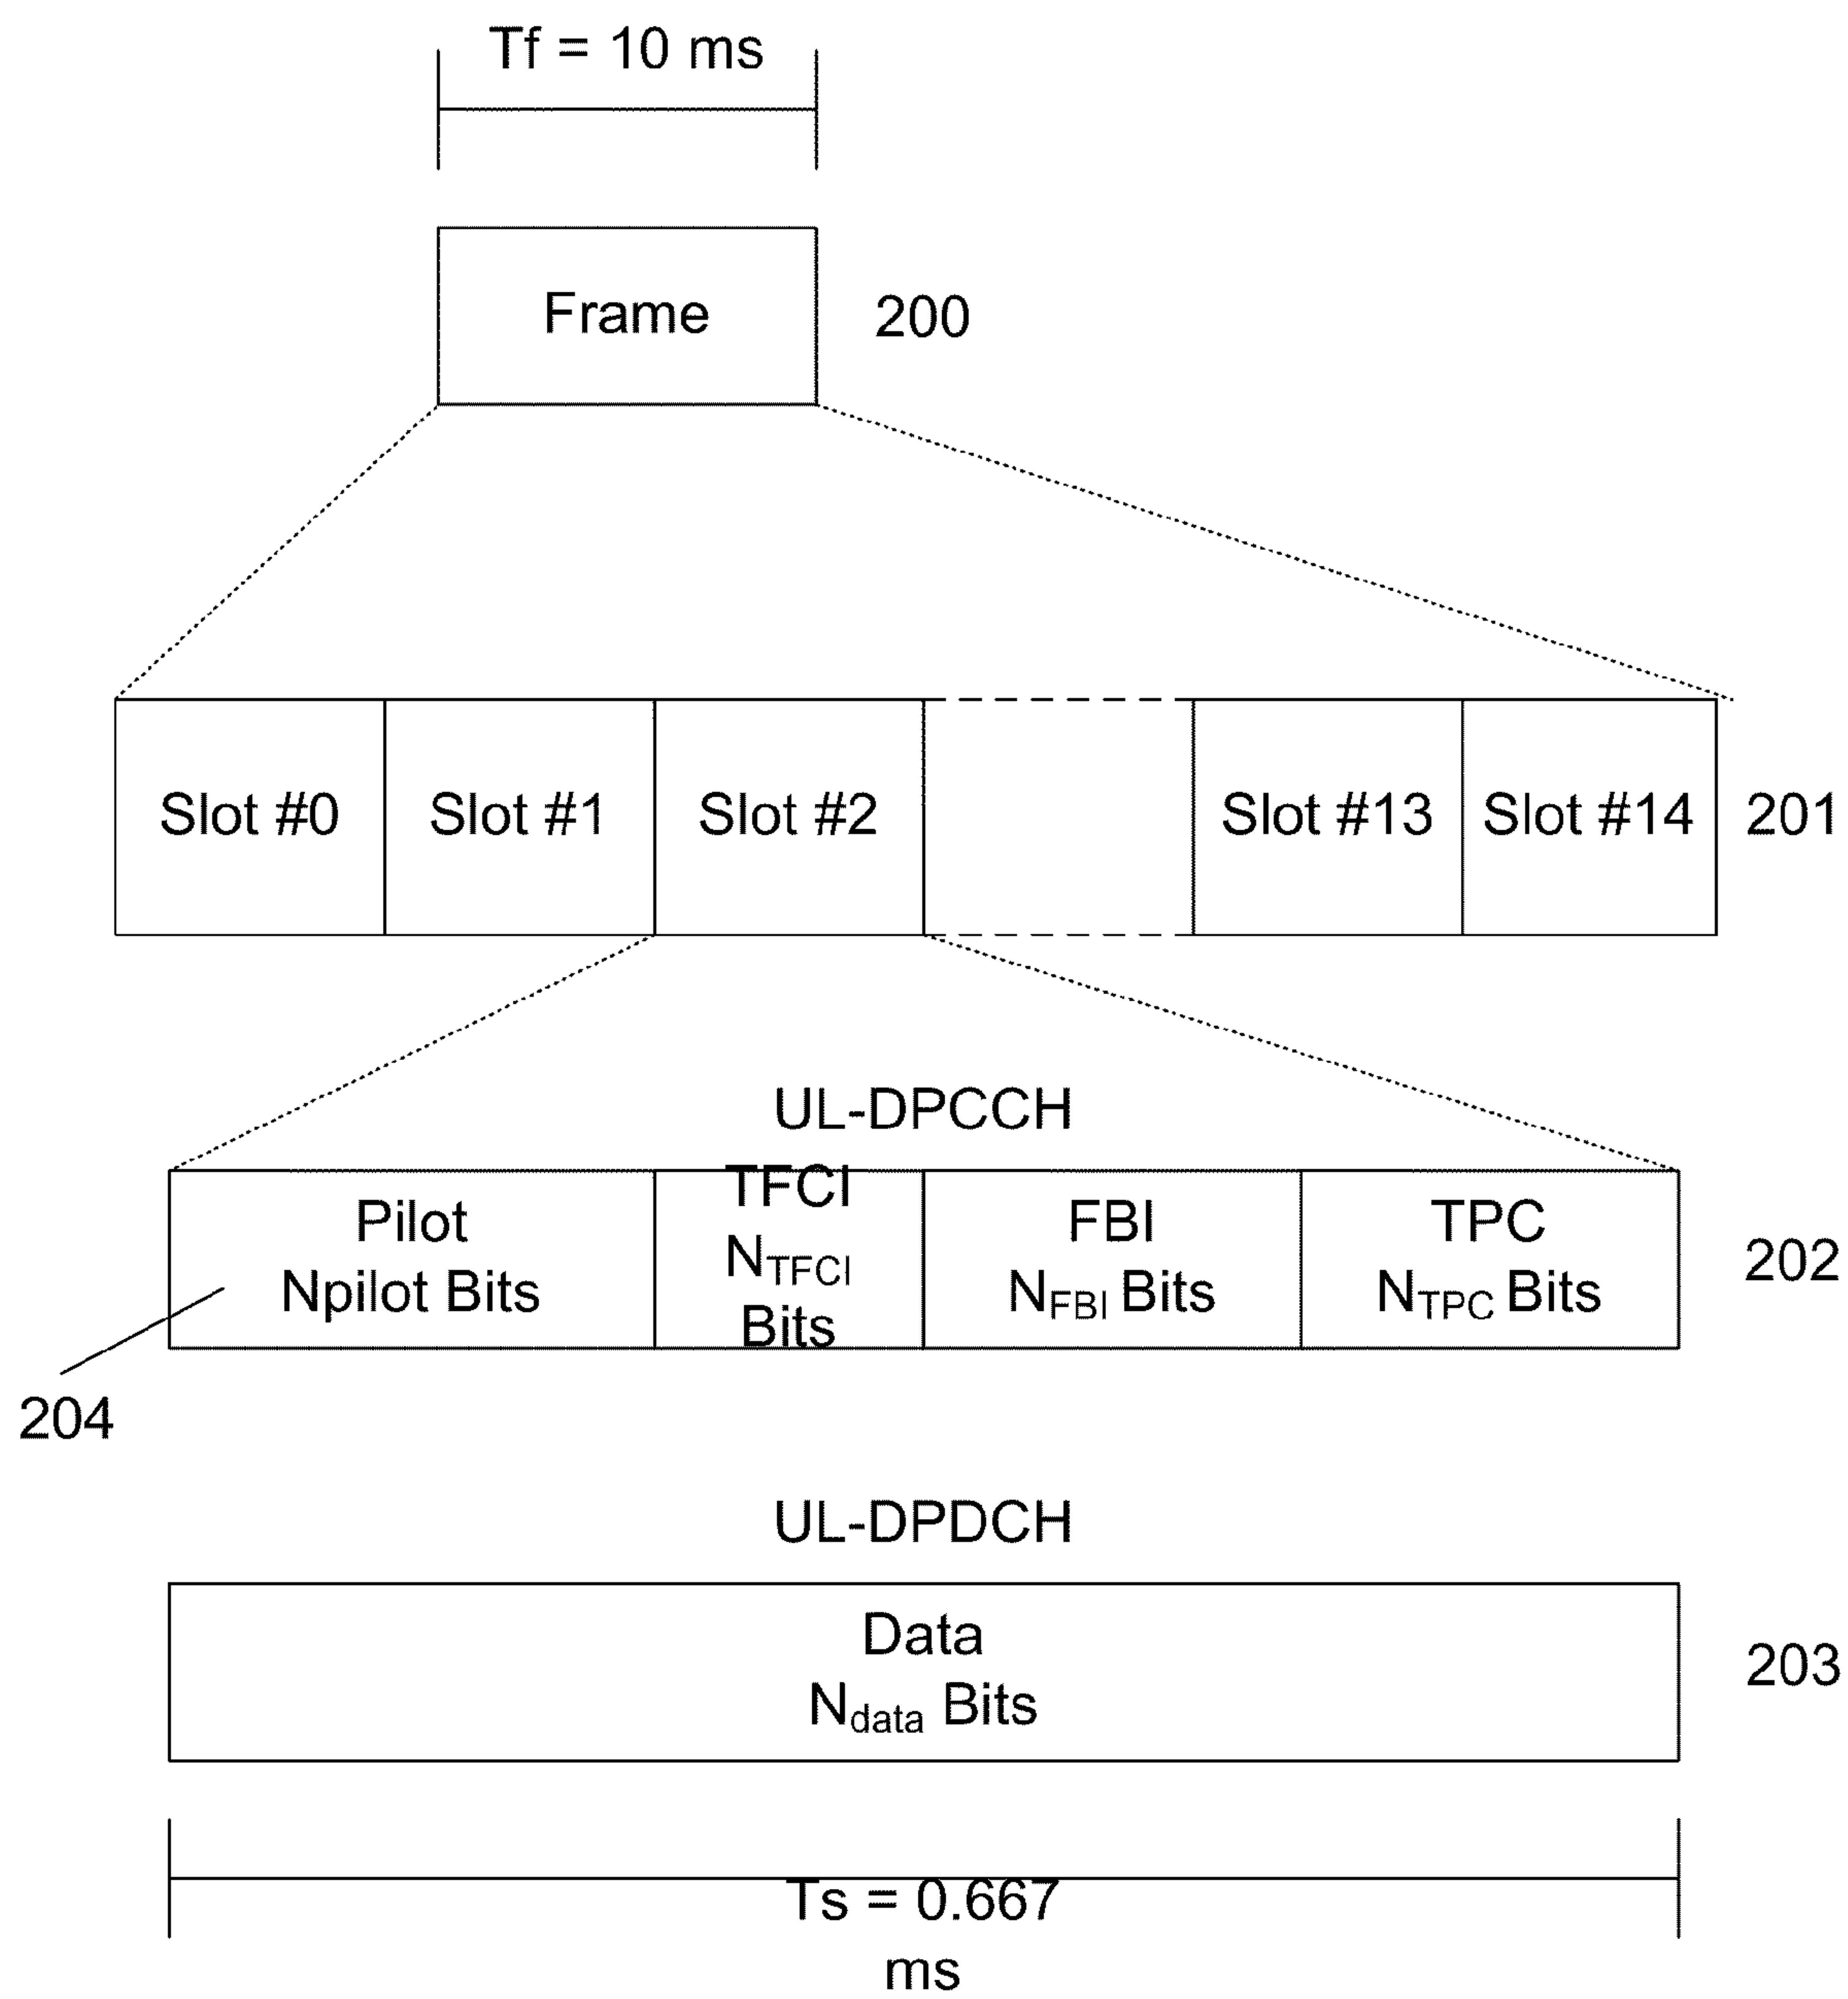 Tf = 10 ms
Frame
200
Slot #0
Slot #1
Slot #2
Slot #13
Slot #14
201
UL-DPCCH
Pilot
Npilot Bits
TFCI
NTFCI
Bits
FBI
NFBI Bits
TPC
NTPC Bits
202
204
UL-DPDCH
Data
Ndata Bits
203
Ts = 0.667
ms